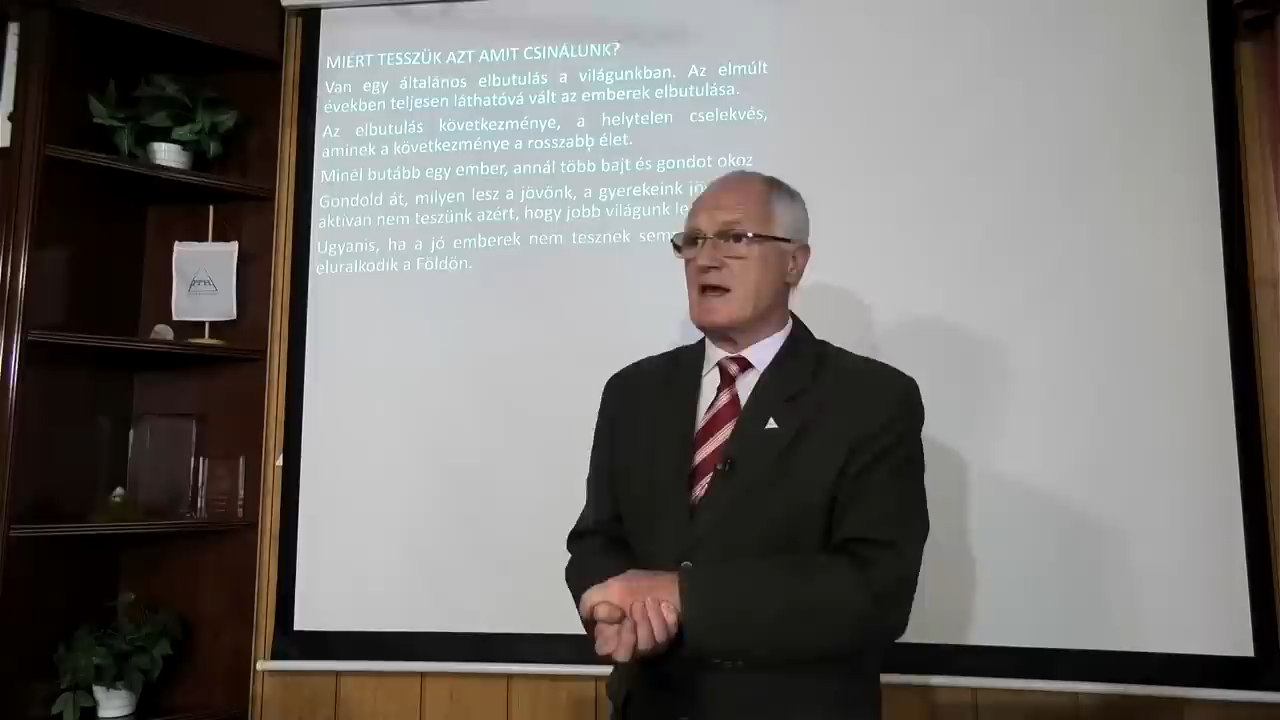 MIÉRT TESSZÜK AZT AMIT CSINÁLUNK?
Van egy általános elbutulás a világunkban. Az elmúlt
években teljesen láthatóvá vált az emberek elbutulása.
Az elbutulás következménye, a helytelen cselekvés,
aminek a következménye a rosszabb élet.
Minél butább egy ember, annál több bajt és gondot okoz
Gondold át, milyen lesz a jövőnk, a gyerekeink
aktívan nem teszünk azért, hogy jobb világunk
Ugyanis, ha a jó emberek nem tesznek
eluralkodik a Földön.